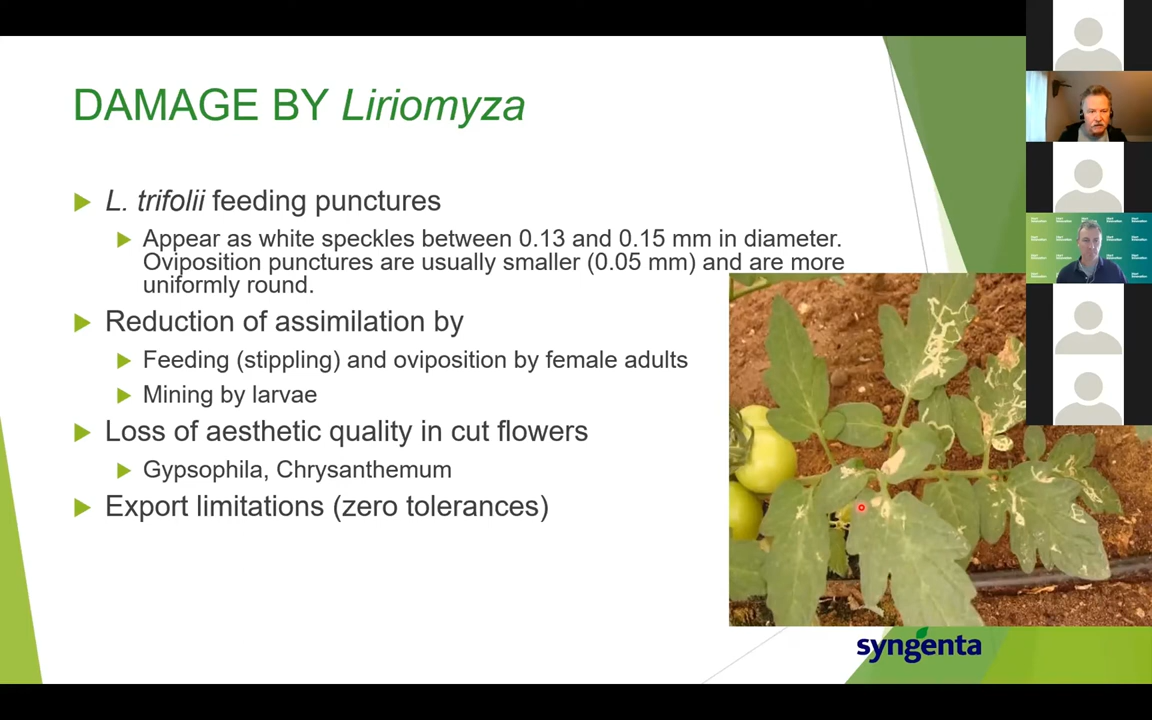 DAMAGE BY Liriomyza
L. trifolii feeding punctures
Appear as white speckles between 0.13 and 0.15 mm in diameter.
Oviposition punctures are usually smaller (0.05 mm) and are more
uniformly round.
Reduction of assimilation by
Feeding (stippling) and oviposition by female adults
Mining by larvae
Loss of aesthetic quality in cut flowers
Gypsophila, Chrysanthemum
Export limitations (zero tolerances)
syngenta